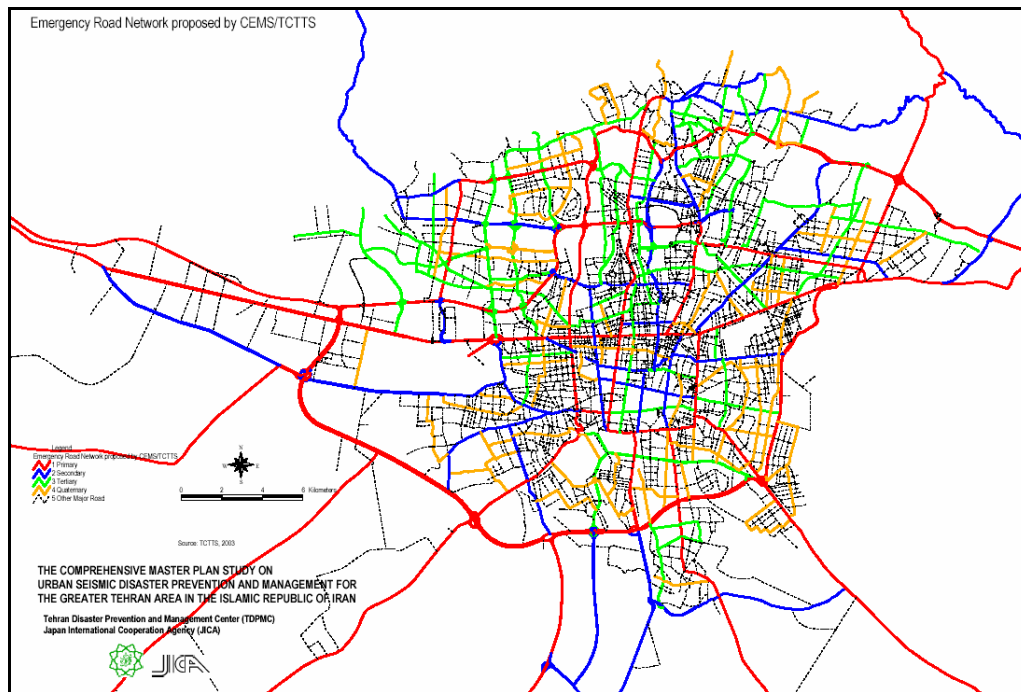 Emergency Road Network proposed by CEMS/TCTTS
Legend
Emergency Road Network proposed by CEMS/TCTTS
1 Primary
2 Secondary
3 Tertiary
4 Quaternary
5 Other Major Road
N
W E
S
0 2 4 6 Kilometers
Source: TCTTS, 2003
THE COMPREHENSIVE MASTER PLAN STUDY ON
URBAN SEISMIC DISASTER PREVENTION AND MANAGEMENT FOR
THE GREATER TEHRAN AREA IN THE ISLAMIC REPUBLIC OF IRAN
Tehran Disaster Prevention and Management Center (TDPMC)
Japan International Cooperation Agency (JICA)
JICA